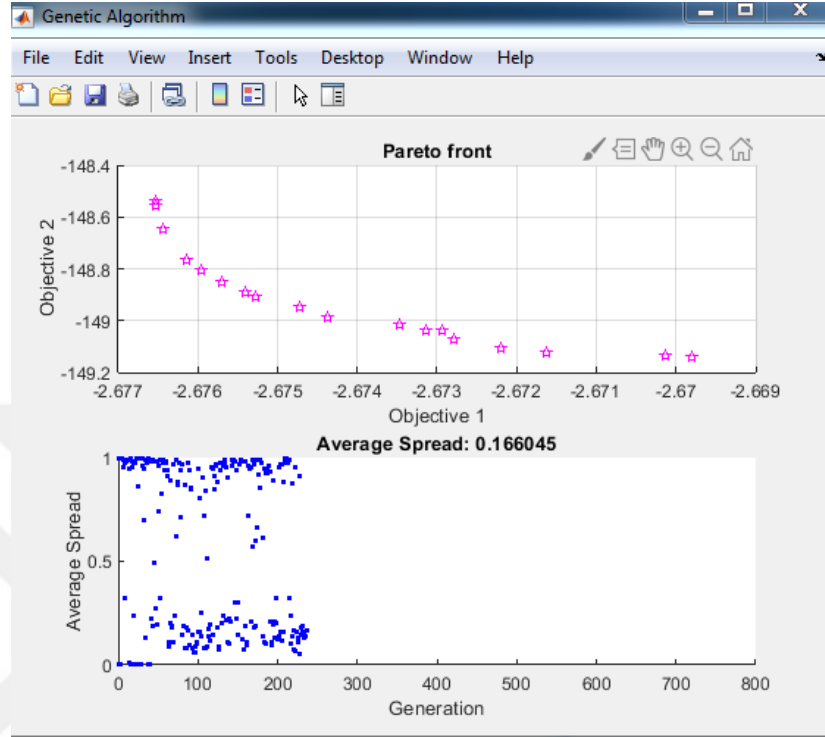 Genetic Algorithm
File Edit View Insert Tools Desktop Window Help
Pareto front
-148.4
-148.6
-148.8
-149
-149.2
Objective 2
-2.677 -2.676 -2.675 -2.674 -2.673 -2.672 -2.671 -2.67 -2.669
Objective 1
Average Spread: 0.166045
1
0.5
0
Average Spread
0 100 200 300 400 500 600 700 800
Generation